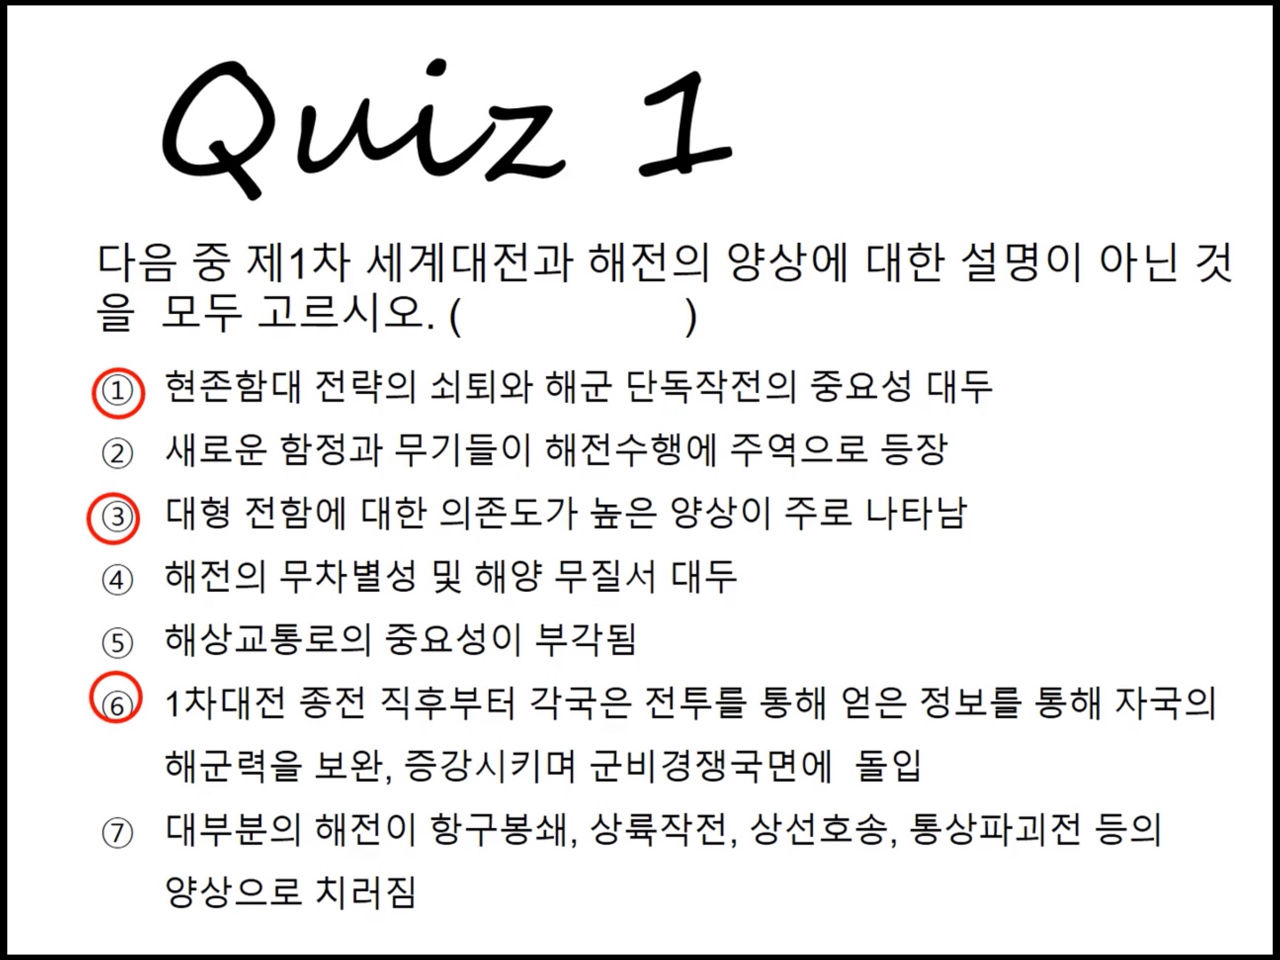 Quiz 1
다음 중 제1차 세계대전과 해전의 양상에 대한 설명이 아닌 것
을 모두 고르시오. ( )
① 현존함대 전략의 쇠퇴와 해군 단독작전의 중요성 대두
② 새로운 함정과 무기들이 해전수행에 주역으로 등장
③ 대형 전함에 대한 의존도가 높은 양상이 주로 나타남
④ 해전의 무차별성 및 해양 무질서 대두
⑤ 해상교통로의 중요성이 부각됨
⑥ 1차대전 종전 직후부터 각국은 전투를 통해 얻은 정보를 통해 자국의
해군력을 보완, 증강시키며 군비경쟁국면에 돌입
⑦ 대부분의 해전이 항구봉쇄, 상륙작전, 상선호송, 통상파괴전 등의
양상으로 치러짐